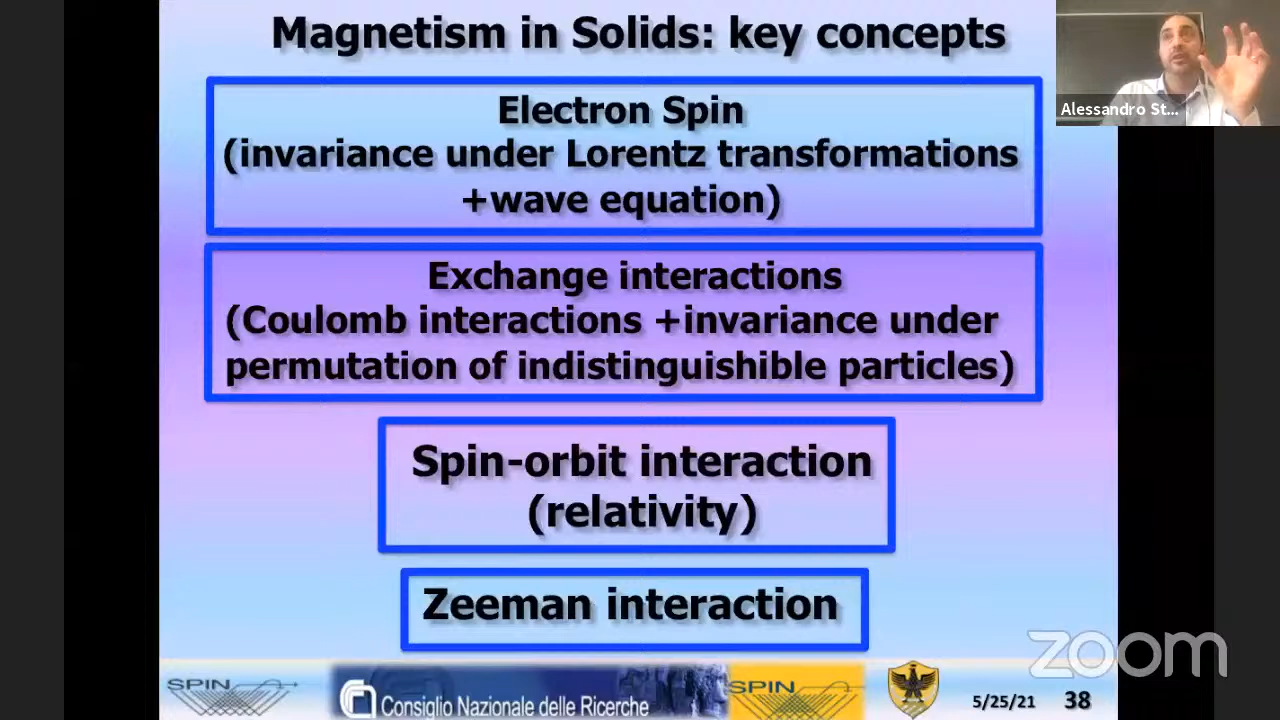 Magnetism in Solids: key concepts
Alessandro St...
Electron Spin
(invariance under Lorentz transformations
+wave equation)
Exchange interactions
(Coulomb interactions +invariance under
permutation of indistinguishible particles)
Spin-orbit interaction
(relativity)
Zeeman interaction
zoom
SPIN
Consiglio Nazionale delle Ricerche
SPIN
5/25/21 38